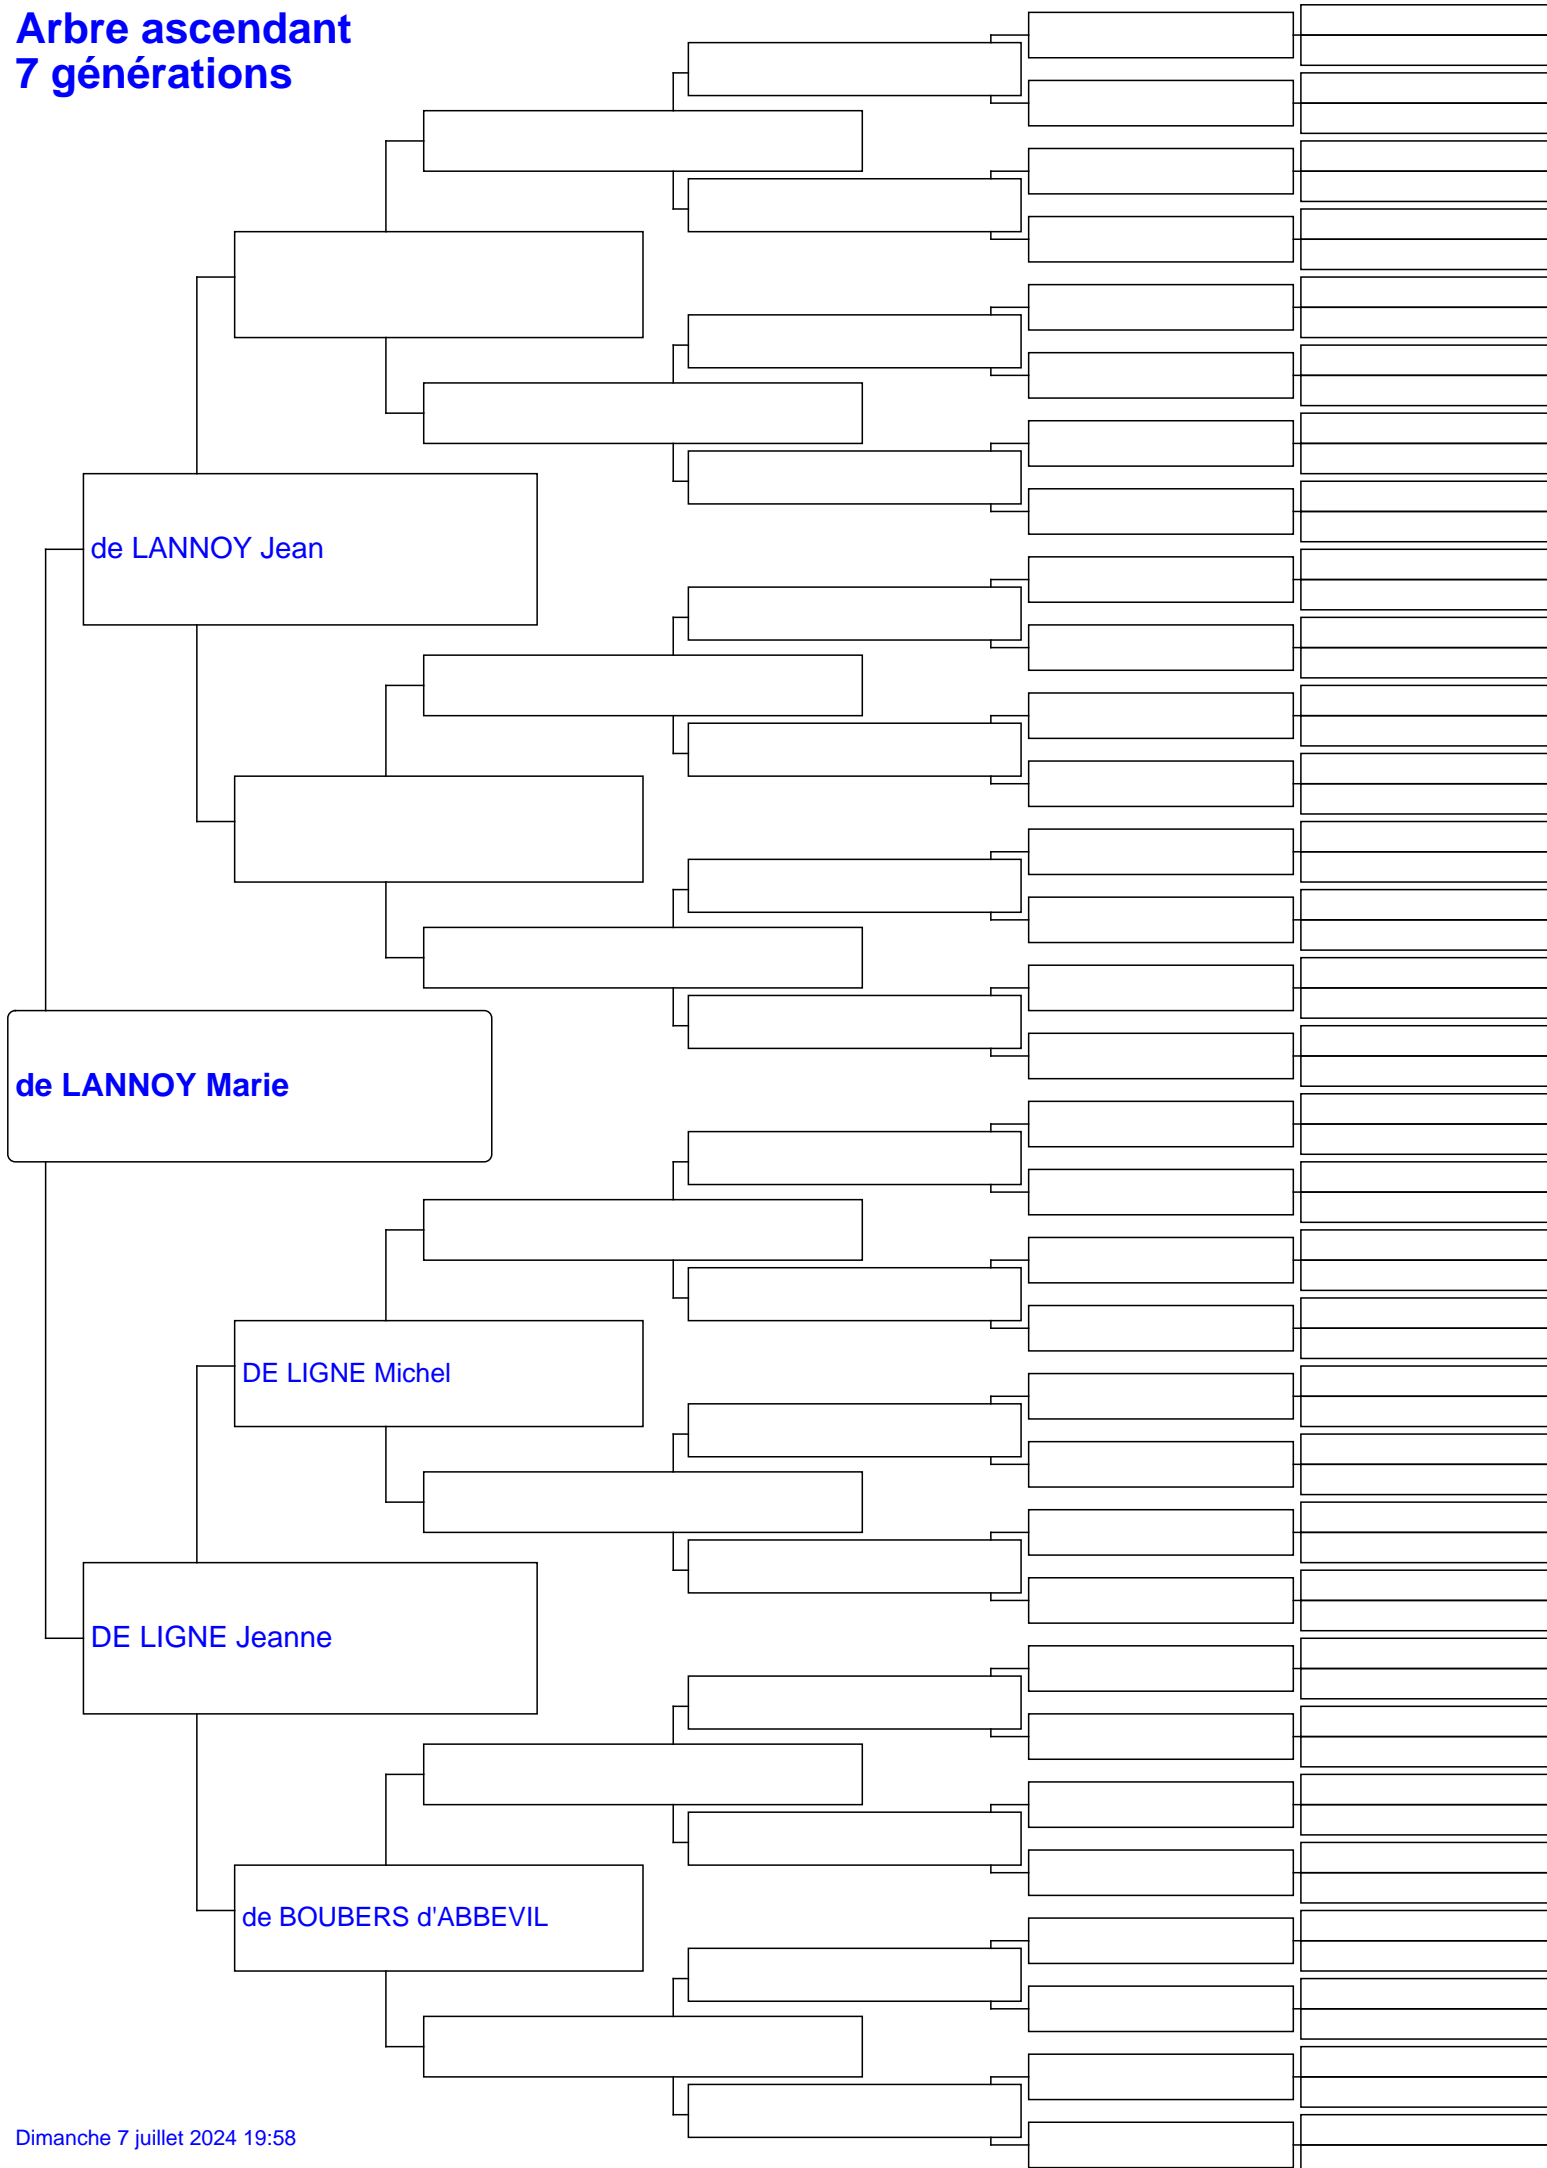 Arbre ascendant
7 générations
de LANNOY Jean
de LANNOY Marie
DE LIGNE Michel
DE LIGNE Jeanne
de BOUBERS d'ABBEVIL
Dimanche 7 juillet 2024 19:58